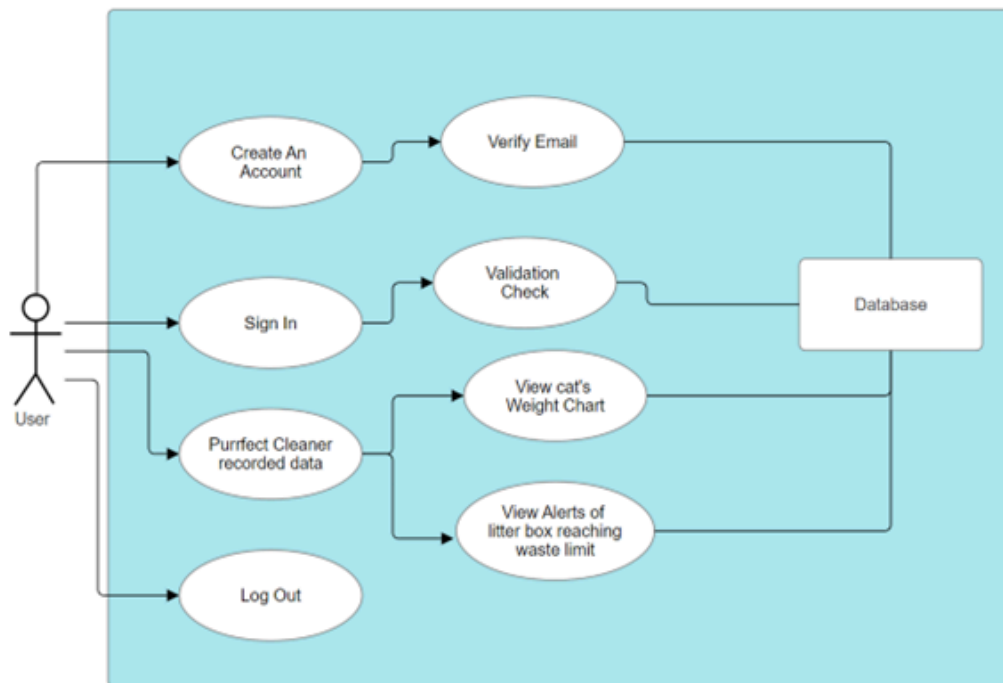 Create An
Account
Verify Email
Sign In
Validation
Check
Database
User
Purrfect Cleaner
recorded data
View cat's
Weight Chart
View Alerts of
litter box reaching
waste limit
Log Out